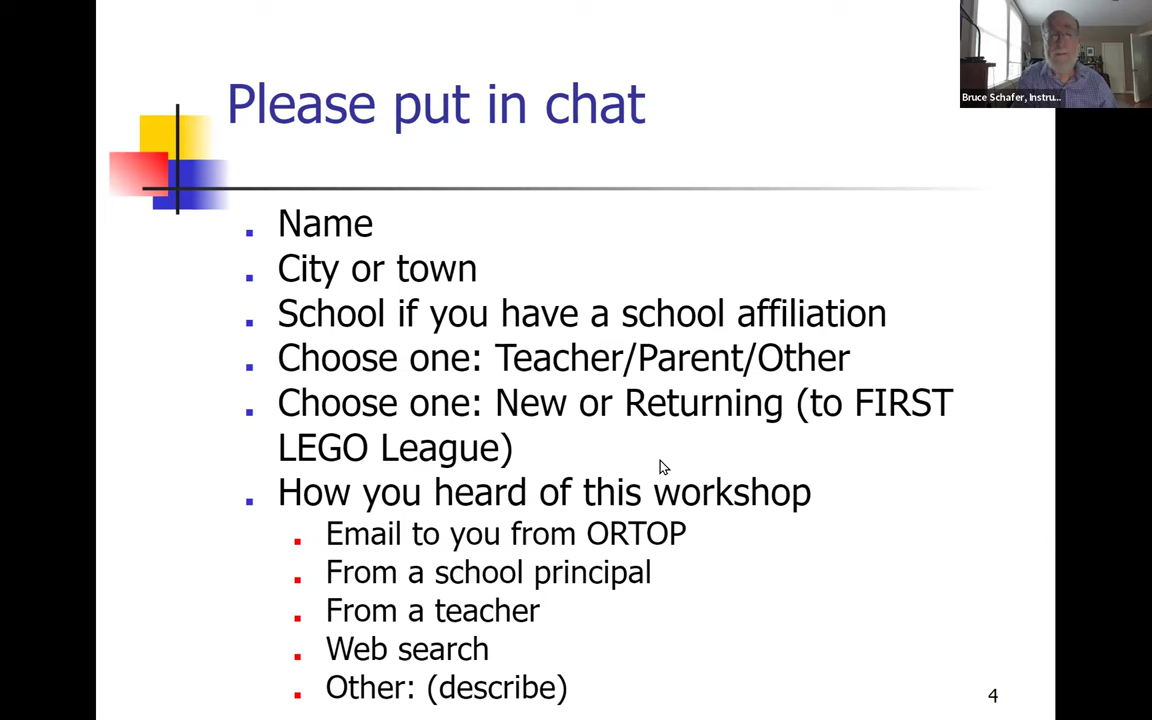 Please put in chat
Bruce Schafer, Instru...
Name
City or town
School if you have a school affiliation
Choose one: Teacher/Parent/Other
Choose one: New or Returning (to FIRST
LEGO League)
How you heard of this workshop
Email to you from ORTOP
From a school principal
From a teacher
Web search
Other: (describe)
4